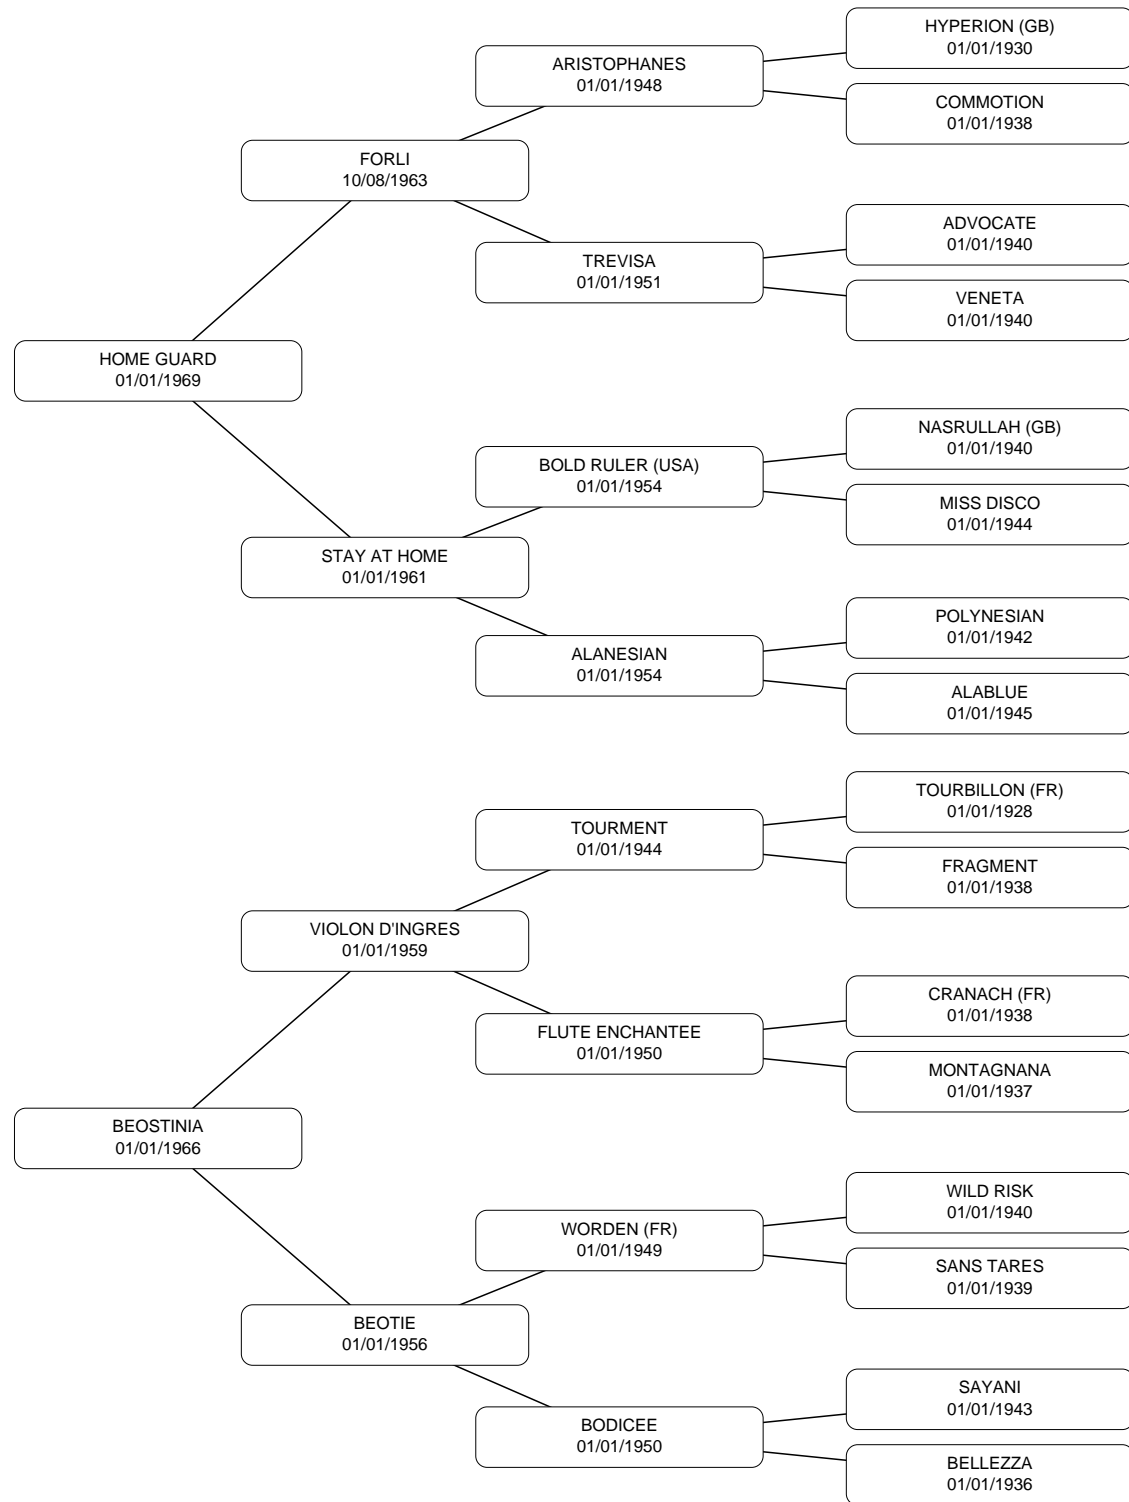 HYPERION (GB)
01/01/1930
ARISTOPHANES
01/01/1948
COMMOTION
01/01/1938
FORLI
10/08/1963
ADVOCATE
01/01/1940
TREVISA
01/01/1951
VENETA
01/01/1940
HOME GUARD
01/01/1969
NASRULLAH (GB)
01/01/1940
BOLD RULER (USA)
01/01/1954
MISS DISCO
01/01/1944
STAY AT HOME
01/01/1961
POLYNESIAN
01/01/1942
ALANESIAN
01/01/1954
ALABLUE
01/01/1945
TOURBILLON (FR)
01/01/1928
TOURMENT
01/01/1944
FRAGMENT
01/01/1938
VIOLON D'INGRES
01/01/1959
CRANACH (FR)
01/01/1938
FLUTE ENCHANTEE
01/01/1950
MONTAGNANA
01/01/1937
BEOSTINIA
01/01/1966
WILD RISK
01/01/1940
WORDEN (FR)
01/01/1949
SANS TARES
01/01/1939
BEOTIE
01/01/1956
SAYANI
01/01/1943
BODICEE
01/01/1950
BELLEZZA
01/01/1936